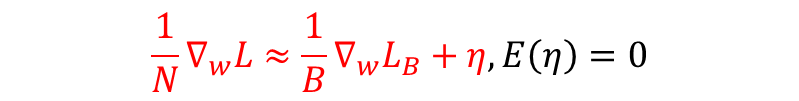 1/N ∇_w L ≈ 1/B ∇_w L_B + η, E(η) = 0